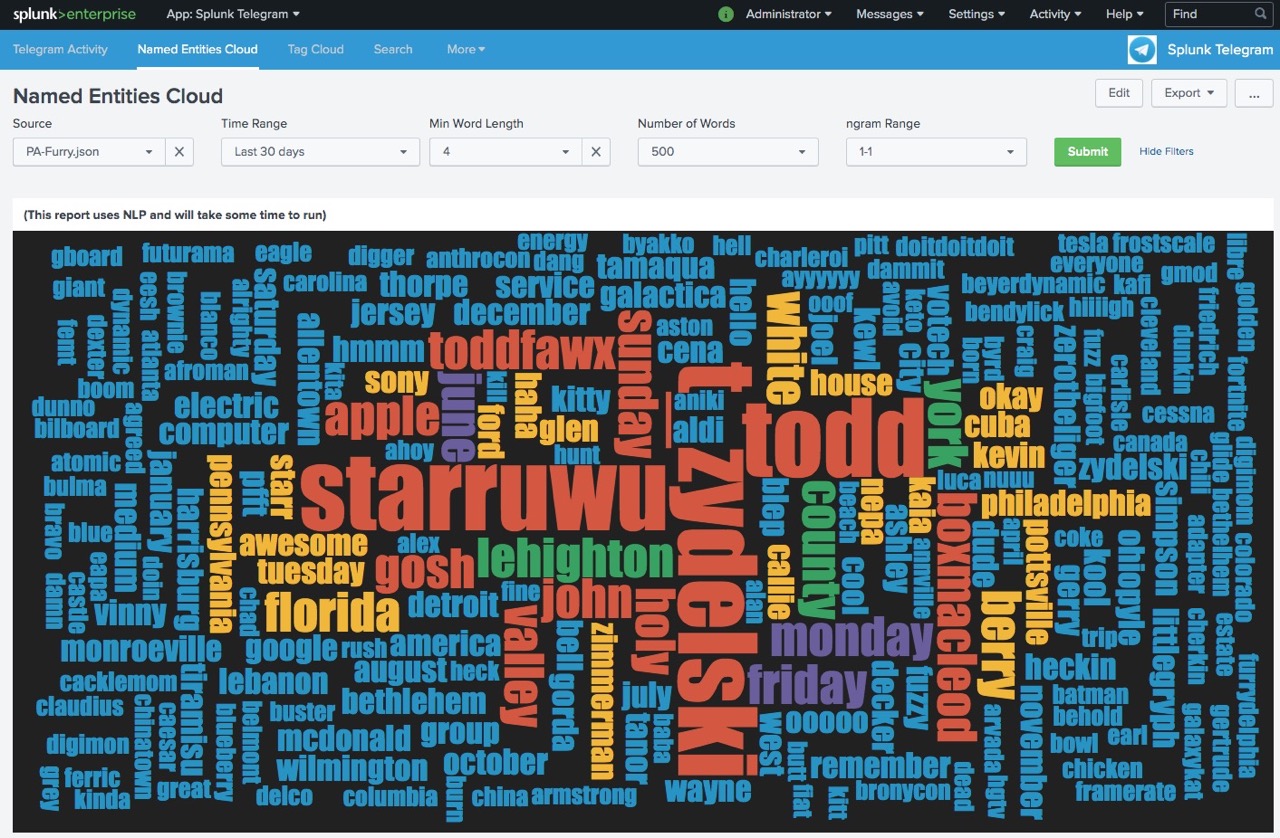 splunk>enterprise App: Splunk Telegram i Administrator Messages Settings Activity Help Find
Telegram Activity Named Entities Cloud Tag Cloud Search More Splunk Telegram
Named Entities Cloud Edit Export ...
Source Time Range Min Word Length Number of Words ngram Range
PA-Furry.json Last 30 days 4 500 1-1 Submit Hide Filters
(This report uses NLP and will take some time to run)
gboard futurama eagle digger anthrocon energy dang byakko hell charleroi pitt doitdoitdoit tesla frostscale libre
giant carolina thorpe service tamaqua ayyyyyy dammit everyone beyerdynamic kafi gmod golden
yeesh brownie saturday jersey december galactica hello ooof avoid keto votech bendylick hiiiigh friedrich
dynamic blanco alrighty allentown hmmm toddfawx sunday aston cena white joel kewl city born byrd craig zerothelliger fuzz cleveland dunkin
fent dexter atlanta afroman kita sony june kill haha kitty aniki house york okay bigfoot carlisle fortnite
boom dunno bilboard agreed electric computer apple ahoy ford glen hunt aldi todd cuba kevin cessna canada
atomic bulma january pennsylvania pitt starr starruwu zydelski luca nuuu zydelski chili glide hehehehem digimon
bravo blue medium harrisburg awesome alex lehighton blep county beach nepa kaia philadelphia simpson adapter colorado
damn castle eapa doin tuesday gosh fine john holy alan callie cool ashley annville boxmacleod dude april pottsville coke kool ohiopyle
vinny chad florida detroit valley monday berry gerry trip littlegryph cherkin estate
monroeville google rush america bell zimmerman friday decker fuzzy heckin
cacklemom tiramisu lebanon august heck july batman furrydelphia
claudius chinatown caesar blueberry belmont buster bethlehem gorda tamor baba west ooooo arvada november behold galaxykat gertrude
digimon mcdonald group bowl earl
grey ferric great wilmington october butt remember dead hgtv chicken
kinda delco columbia burn china armstrong wayne fiat kitt bronycon framerate